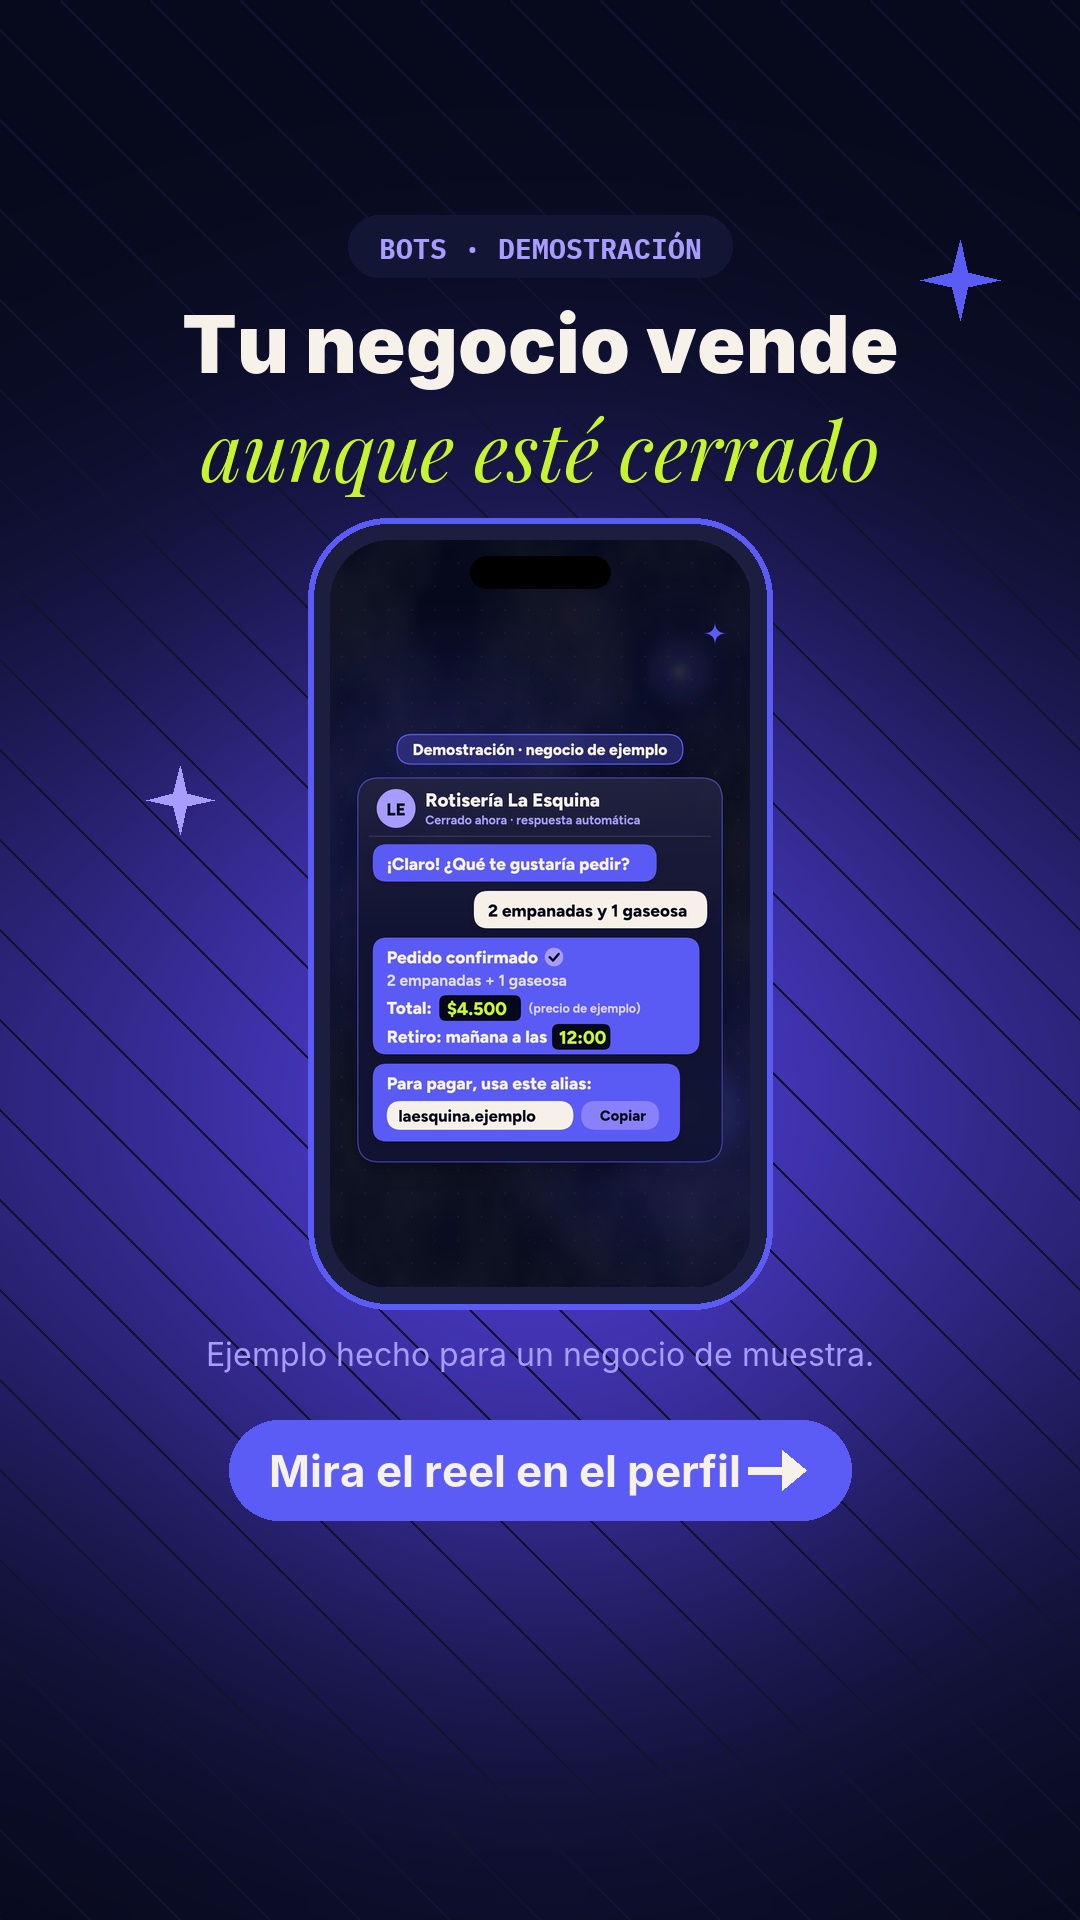 BOTS · DEMOSTRACIÓN
Tu negocio vende
aunque esté cerrado
Demostración · negocio de ejemplo
LE
Rotisería La Esquina
Cerrado ahora · respuesta automática
¡Claro! ¿Qué te gustaría pedir?
2 empanadas y 1 gaseosa
Pedido confirmado
2 empanadas + 1 gaseosa
Total: $4.500 (precio de ejemplo)
Retiro: mañana a las 12:00
Para pagar, usa este alias:
laesquina.ejemplo Copiar
Ejemplo hecho para un negocio de muestra.
Mira el reel en el perfil